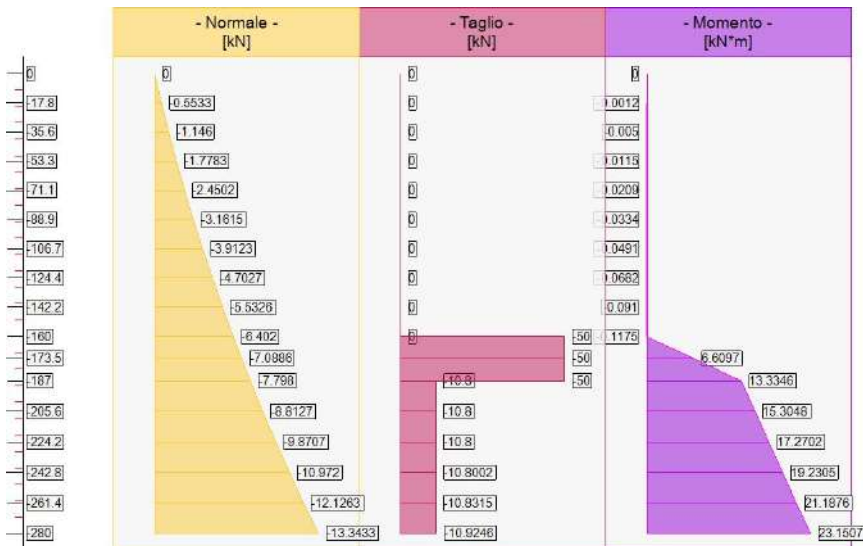 - Normale -
[kN]
- Taglio -
[kN]
- Momento -
[kN*m]
0 0 0 0
-17.8 -0.5533 0 -0.0012
-35.6 -1.146 0 -0.005
-53.3 -1.7783 0 -0.0115
-71.1 -2.4502 0 -0.0209
-88.9 -3.1615 0 -0.0334
-106.7 -3.9123 0 -0.0491
-124.4 -4.7027 0 -0.0682
-142.2 -5.5326 0 -0.091
-160 -6.402 0 -50 -0.1175
-173.5 -7.0886 -50 6.6097
-187 -7.798 -10.8 -50 13.3346
-205.6 -8.8127 -10.8 15.3048
-224.2 -9.8707 -10.8 17.2702
-242.8 -10.972 -10.8002 19.2305
-261.4 -12.1263 -10.8315 21.1876
-280 -13.3433 -10.9246 23.1507